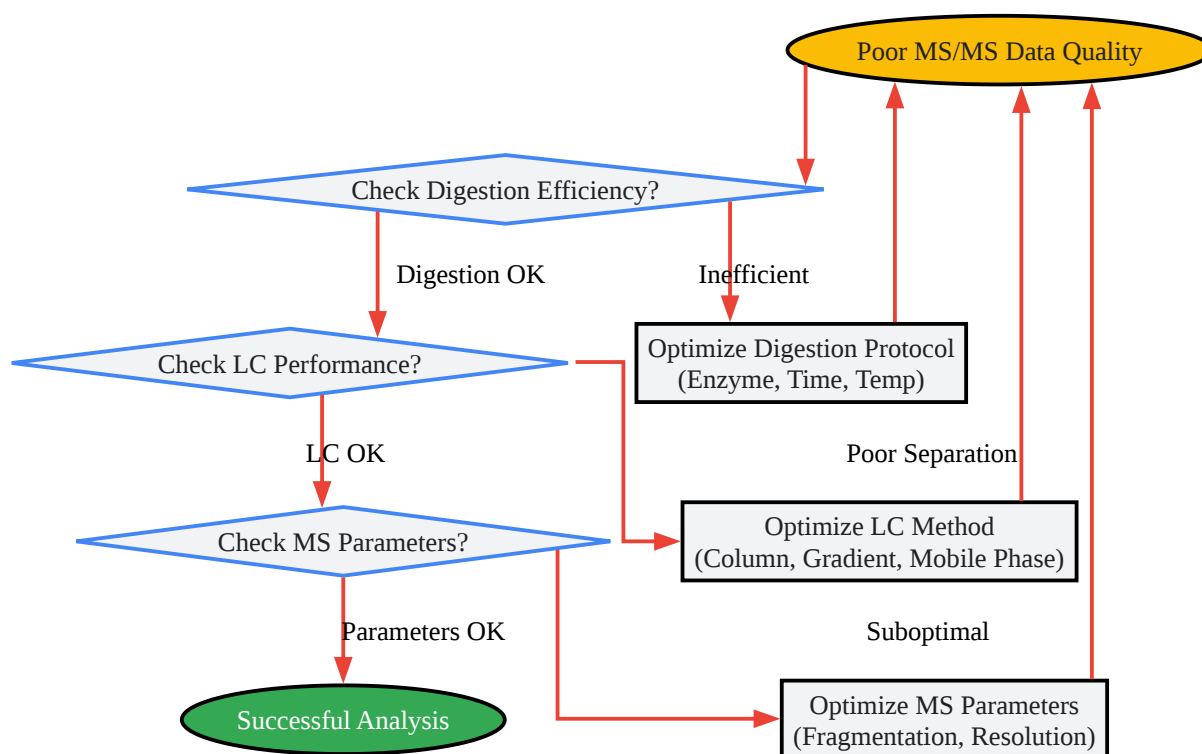 Poor MS/MS Data Quality
Check Digestion Efficiency?
Digestion OK
Inefficient
Check LC Performance?
Optimize Digestion Protocol
(Enzyme, Time, Temp)
LC OK
Poor Separation
Check MS Parameters?
Optimize LC Method
(Column, Gradient, Mobile Phase)
Parameters OK
Suboptimal
Successful Analysis
Optimize MS Parameters
(Fragmentation, Resolution)